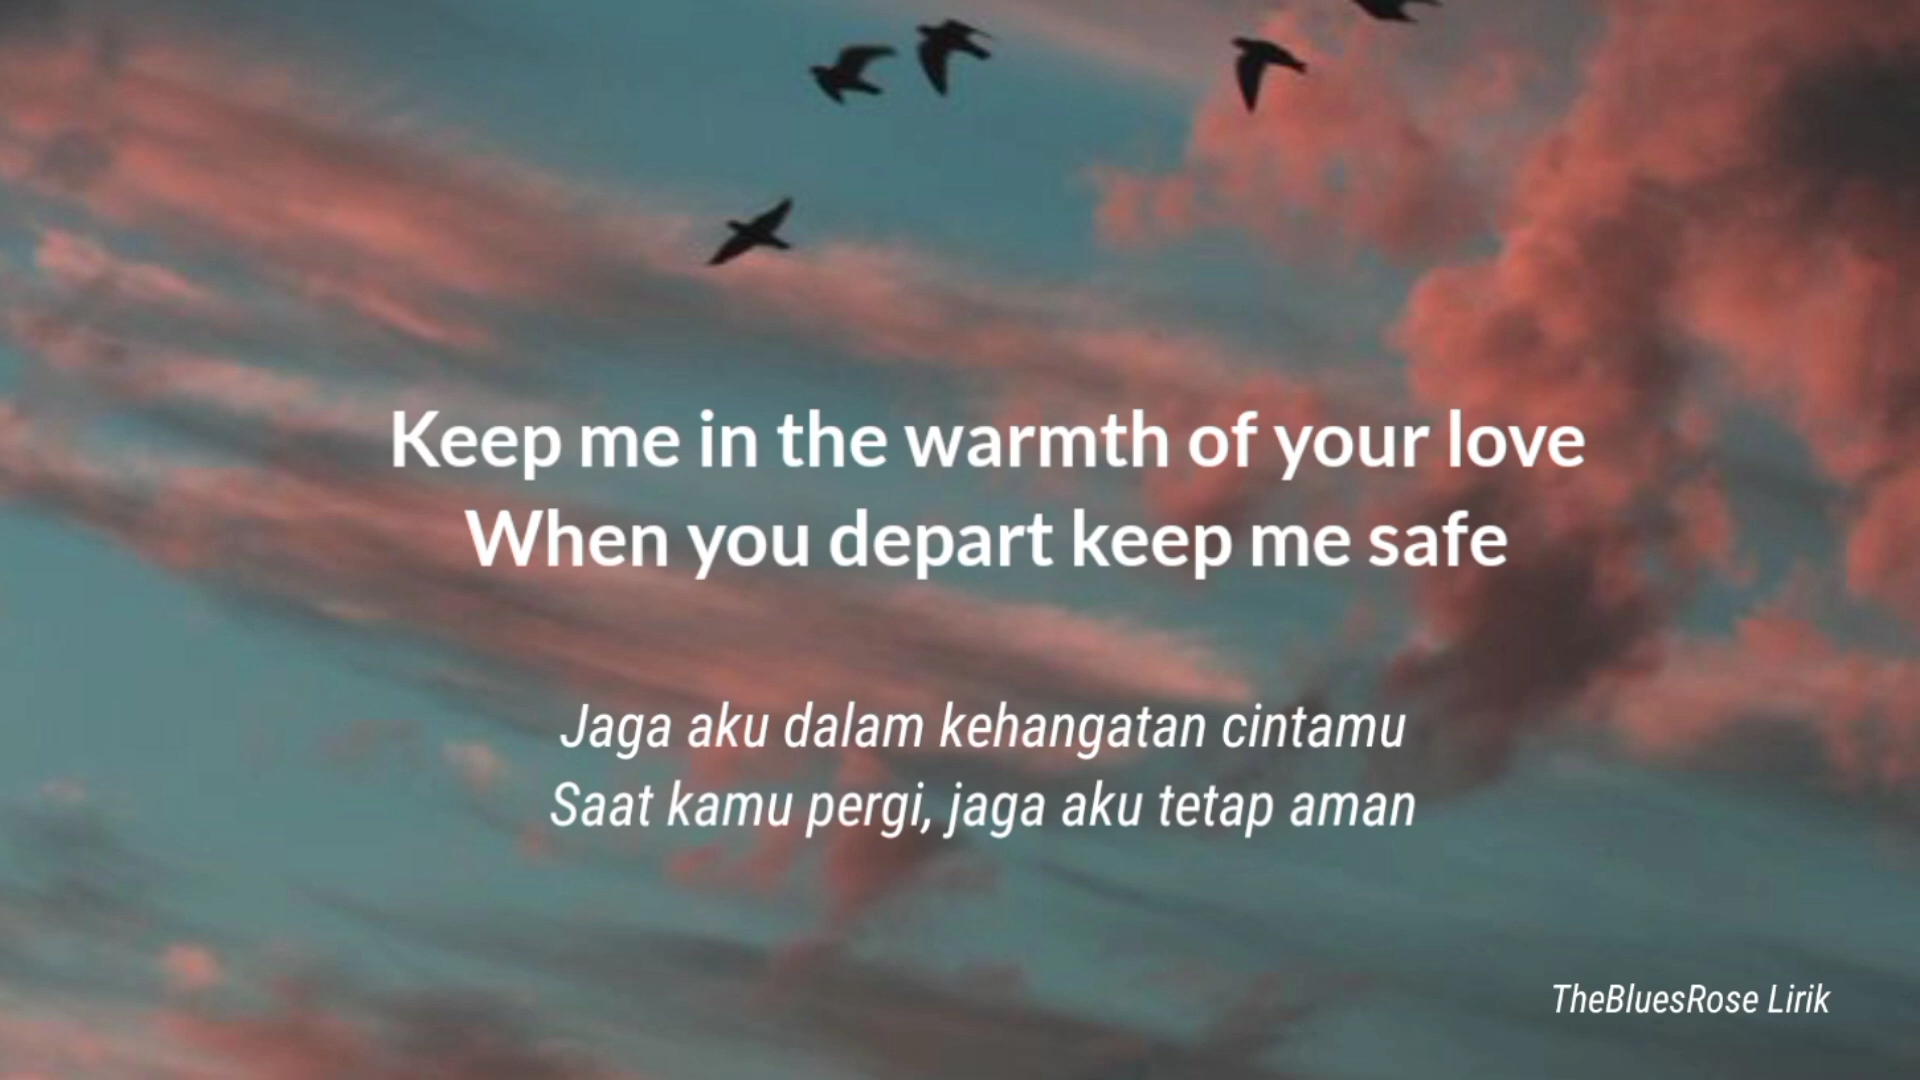 Keep me in the warmth of your love
When you depart keep me safe
Jaga aku dalam kehangatan cintamu
Saat kamu pergi, jaga aku tetap aman
TheBluesRose Lirik